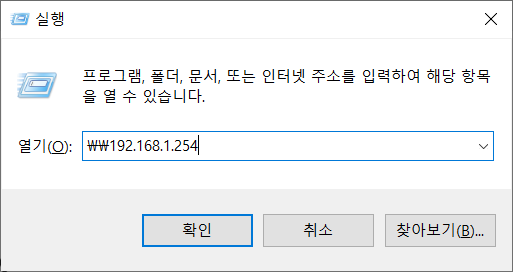 실행
프로그램, 폴더, 문서, 또는 인터넷 주소를 입력하여 해당 항목
을 열 수 있습니다.
열기(O): ₩₩192.168.1.254
확인 취소 찾아보기(B)...